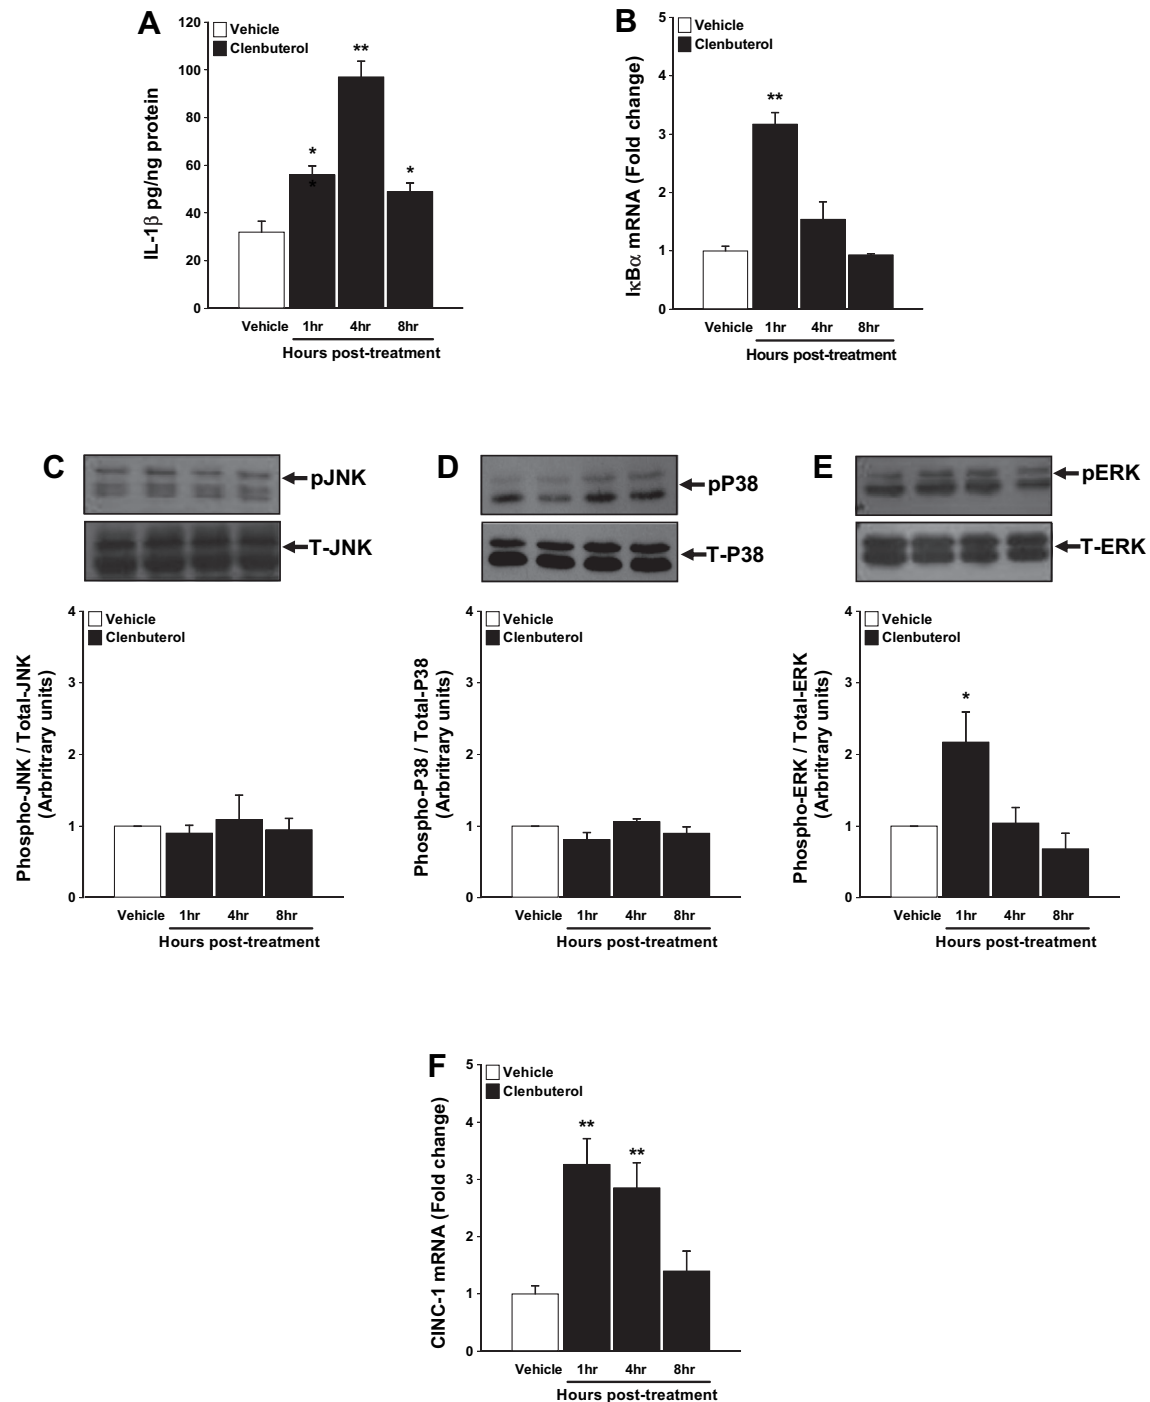 A
120
100
80
60
40
20
0
IL-1β pg/ng protein
Vehicle
Clenbuterol
*
*
**
*
Vehicle 1hr 4hr 8hr
Hours post-treatment
B
5
4
3
2
1
0
IκBα mRNA (Fold change)
Vehicle
Clenbuterol
**
Vehicle 1hr 4hr 8hr
Hours post-treatment
C
pJNK
T-JNK
4
3
2
1
0
Phospho-JNK / Total-JNK
(Arbritrary units)
Vehicle
Clenbuterol
Vehicle 1hr 4hr 8hr
Hours post-treatment
D
pP38
T-P38
4
3
2
1
0
Phospho-P38 / Total-P38
(Arbritrary units)
Vehicle
Clenbuterol
Vehicle 1hr 4hr 8hr
Hours post-treatment
E
pERK
T-ERK
4
3
2
1
0
Phospho-ERK / Total-ERK
(Arbritrary units)
Vehicle
Clenbuterol
*
Vehicle 1hr 4hr 8hr
Hours post-treatment
F
5
4
3
2
1
0
CINC-1 mRNA (Fold change)
Vehicle
Clenbuterol
**
**
Vehicle 1hr 4hr 8hr
Hours post-treatment